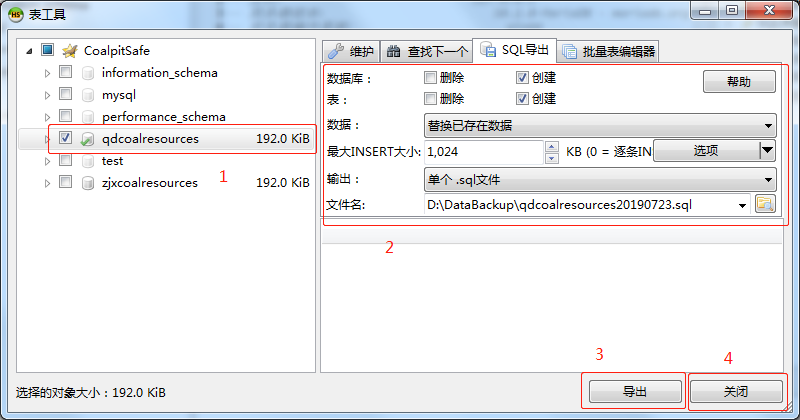 HS 表工具
CoalpitSafe
information_schema
mysql
performance_schema
qdcoalresources 192.0 KiB
test
1
zjxcoalresources 192.0 KiB
维护 查找下一个 SQL导出 批量表编辑器
数据库: 删除 创建 帮助
表: 删除 创建
数据: 替换已存在数据
最大INSERT大小: 1,024 KB (0 = 逐条IN 选项
输出: 单个 .sql文件
文件名: D:\DataBackup\qdcoalresources20190723.sql
2
3 4
选择的对象大小:192.0 KiB 导出 关闭